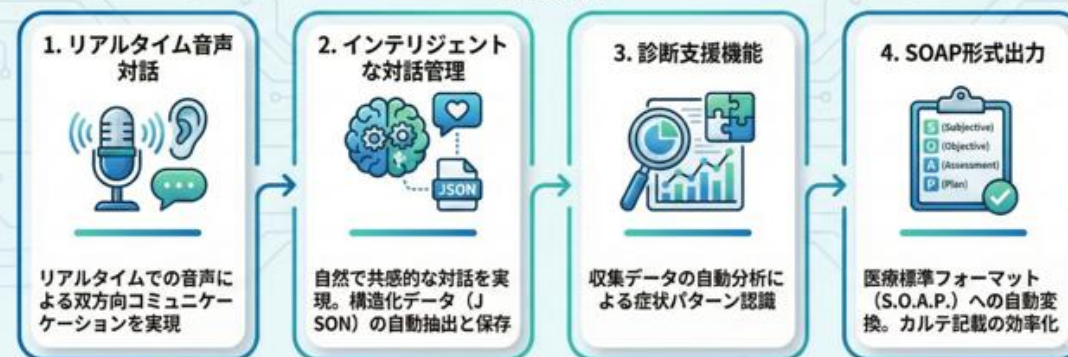 1. リアルタイム音声
対話
リアルタイムでの音声に
よる双方向コミュニケー
ケーションを実現
2. インテリジェント
な対話管理
JSON
自然で共感的な対話を実
現。構造化データ（J
SON）の自動抽出と保存
3. 診断支援機能
収集データの自動分析に
よる症状パターン認識
4. SOAP形式出力
S (Subjective)
O (Objective)
A (Assessment)
P (Plan)
医療標準フォーマット
（S.O.A.P.）への自動変
換。カルテ記載の効率化